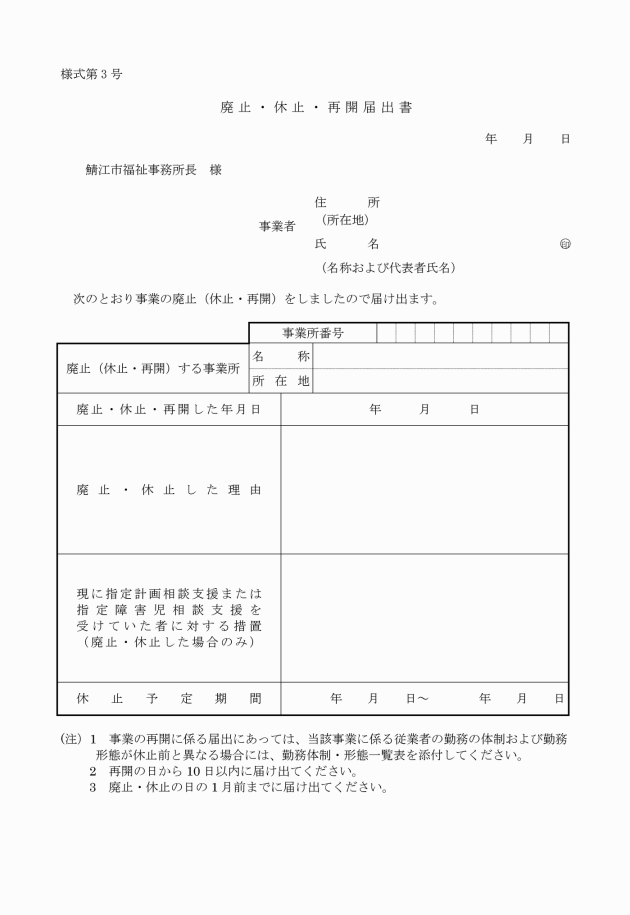 様式第3号
廃止・休止・再開届出書
年　月　日
鯖江市福祉事務所長　様
住　所
（所在地）
事業者
氏　名　㊞
（名称および代表者氏名）
次のとおり事業の廃止（休止・再開）をしましたので届け出ます。
事業所番号
廃止（休止・再開）する事業所
名　称
所在地
廃止・休止・再開した年月日　年　月　日
廃止・休止した理由
現に指定計画相談支援または
指定障害児相談支援を
受けていた者に対する措置
（廃止・休止した場合のみ）
休止予定期間　年　月　日～　年　月　日
（注）1　事業の再開に係る届出にあっては、当該事業に係る従業者の勤務の体制および勤務
形態が休止前と異なる場合には、勤務体制・形態一覧表を添付してください。
2　再開の日から10日以内に届け出てください。
3　廃止・休止の日の1月前までに届け出てください。